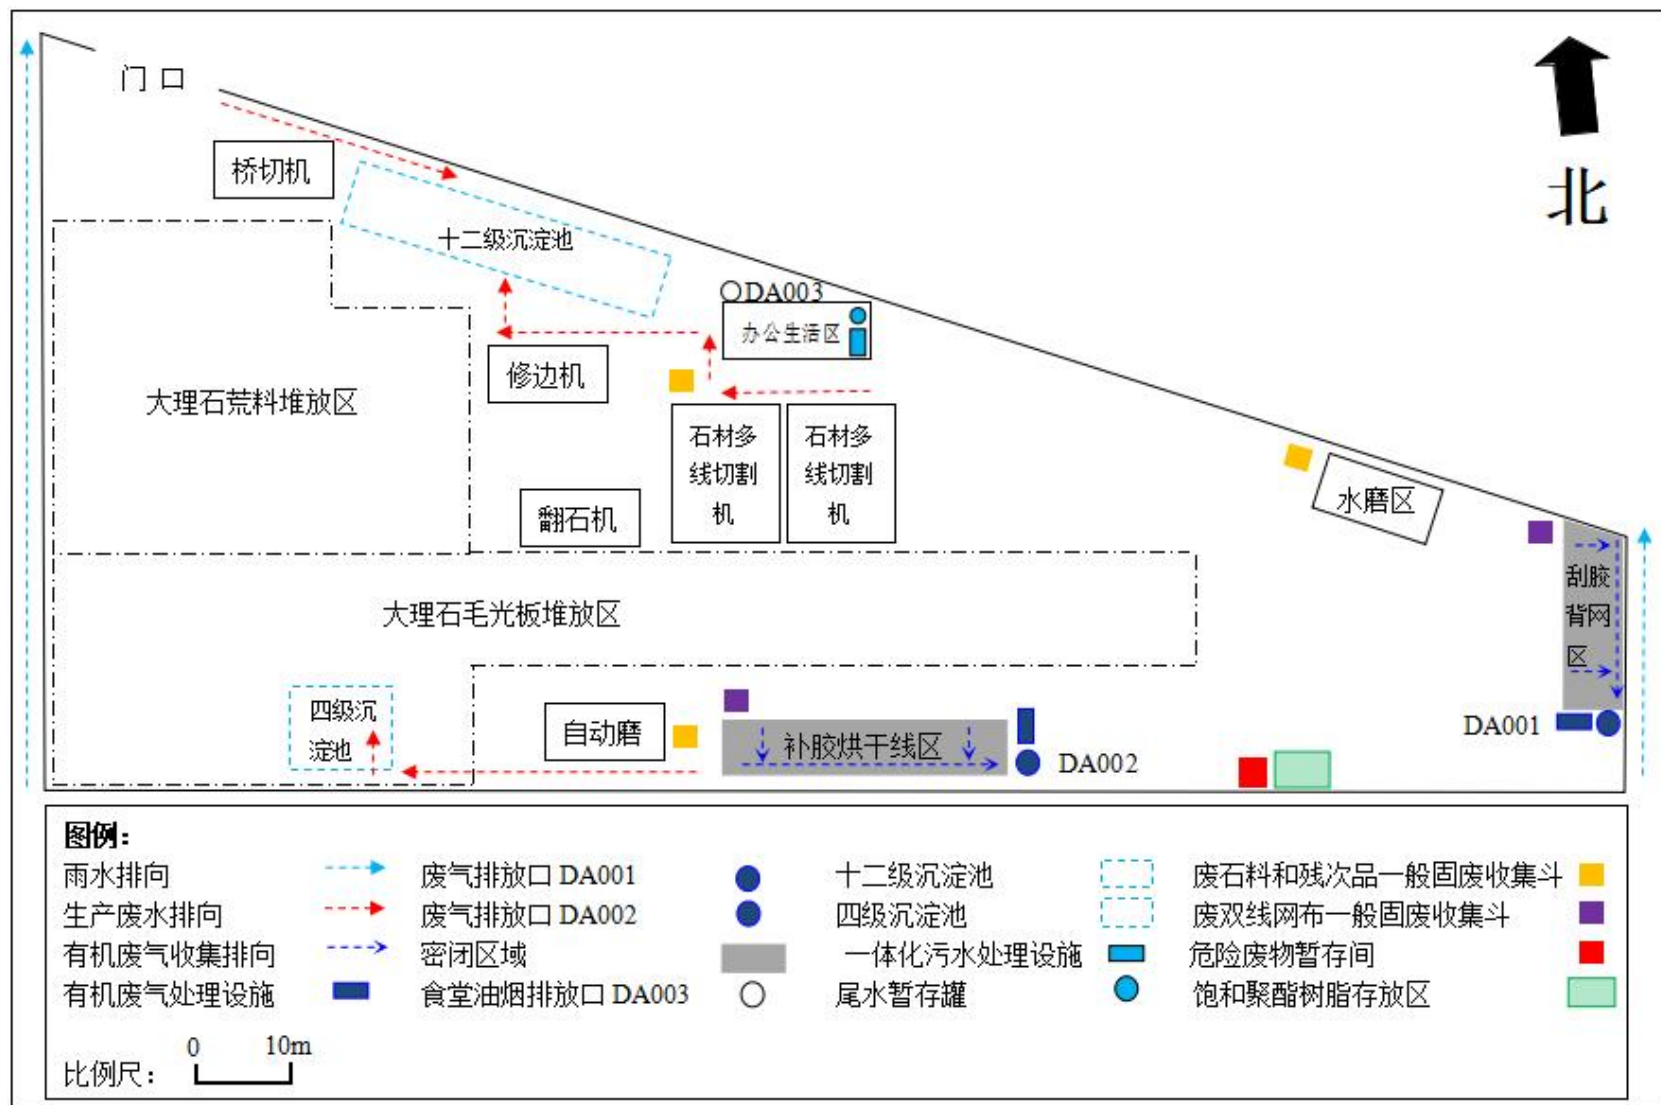 门 口
北
桥切机
十二级沉淀池
DA003
办公生活区
修边机
大理石荒料堆放区
石材多
线切割
机
石材多
线切割
机
水磨区
翻石机
刮胶
背网
区
大理石毛光板堆放区
四级沉
淀池
自动磨
补胶烘干线区
DA002
DA001
图例：
雨水排向
废气排放口 DA001
十二级沉淀池
废石料和残次品一般固废收集斗
生产废水排向
废气排放口 DA002
四级沉淀池
废双线网布一般固废收集斗
有机废气收集排向
密闭区域
一体化污水处理设施
危险废物暂存间
有机废气处理设施
食堂油烟排放口 DA003
尾水暂存罐
饱和聚酯树脂存放区
0
10m
比例尺：